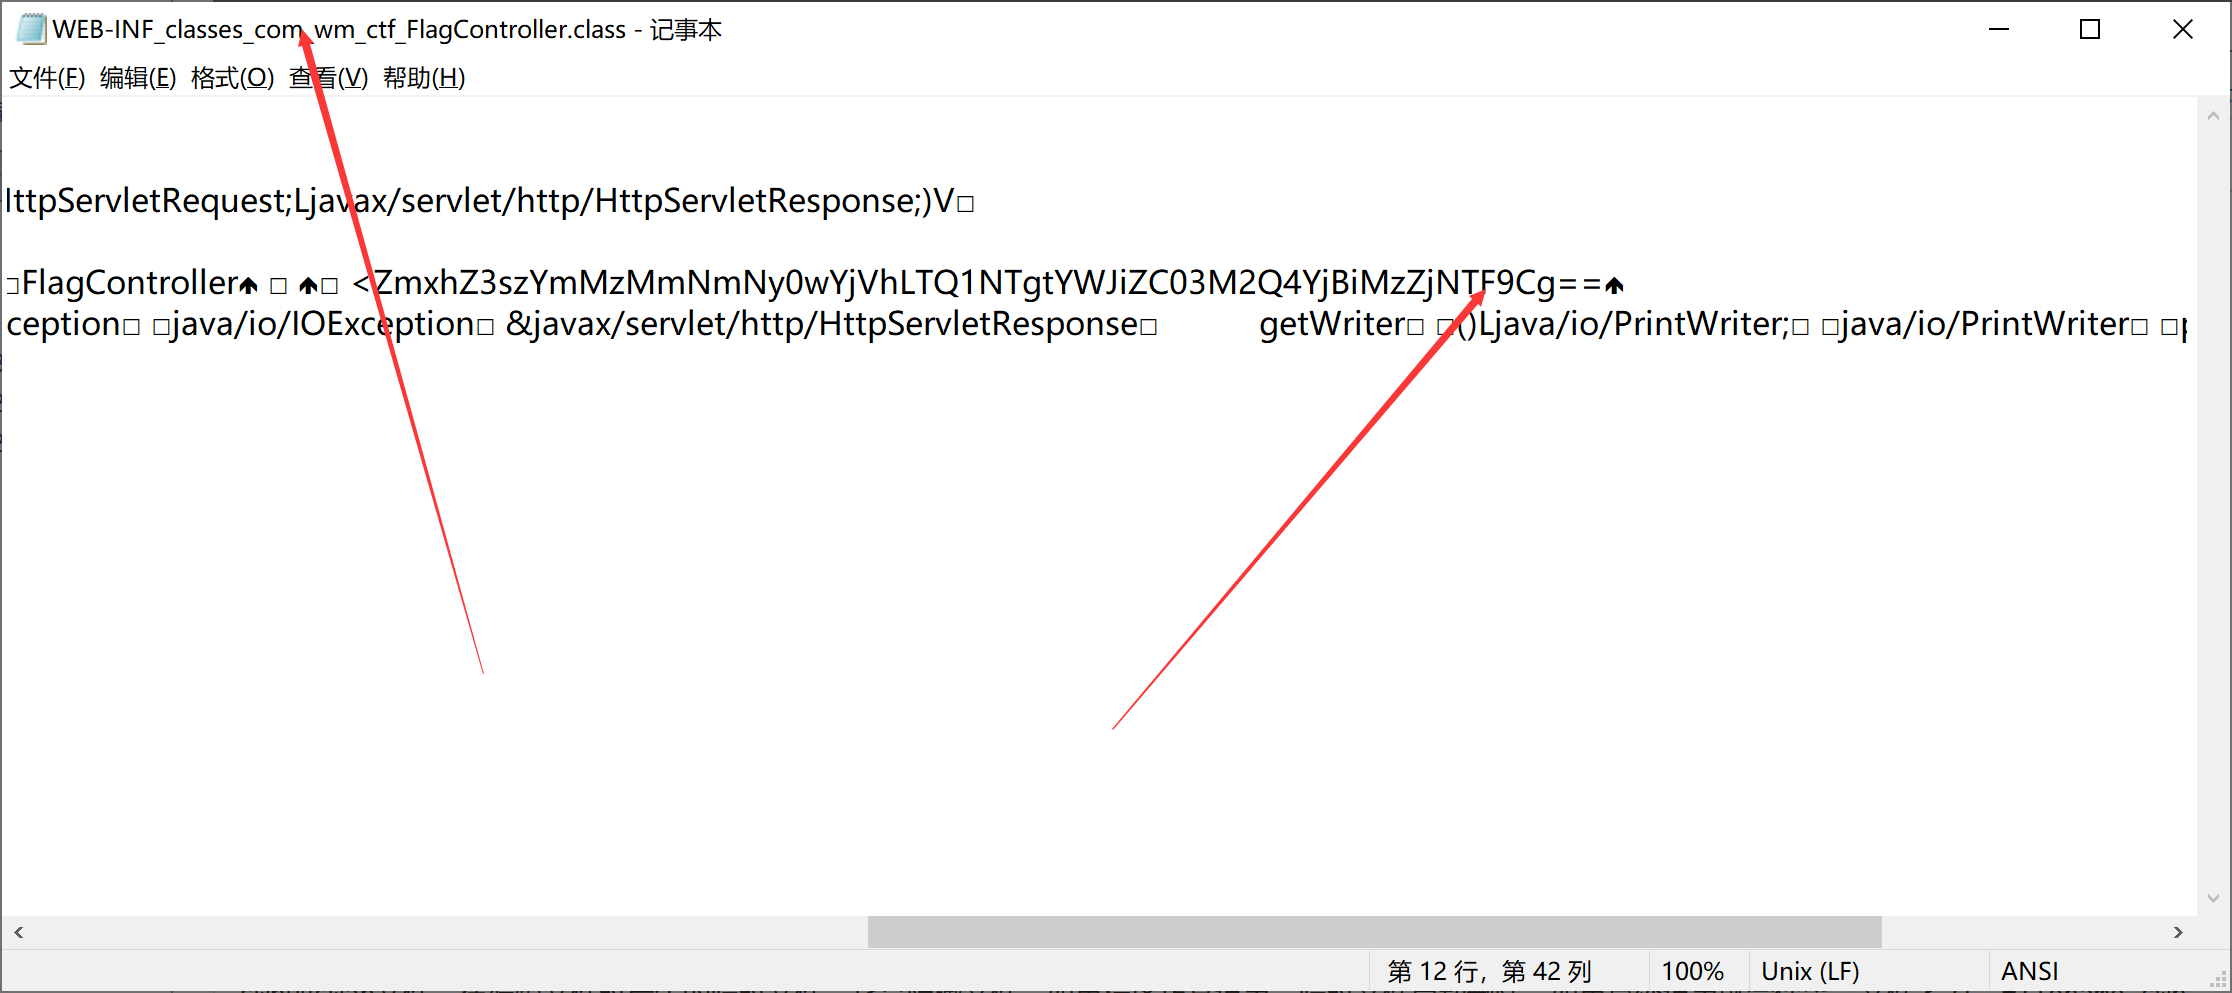 WEB-INF_classes_com_wm_ctf_FlagController.class - 记事本
文件(F) 编辑(E) 格式(O) 查看(V) 帮助(H)
ttpServletRequest;Ljavax/servlet/http/HttpServletResponse;)V□
□FlagController🡅 □ 🡅□ <ZmxhZ3szYmMzMmNmNy0wYjVhLTQ1NTgtYWJiZC03M2Q4YjBiMzZjNTF9Cg==🡅
ception□ □java/io/IOException□ &javax/servlet/http/HttpServletResponse□ getWriter□ □()Ljava/io/PrintWriter;□ □java/io/PrintWriter□ □p
第 12 行，第 42 列 100% Unix (LF) ANSI